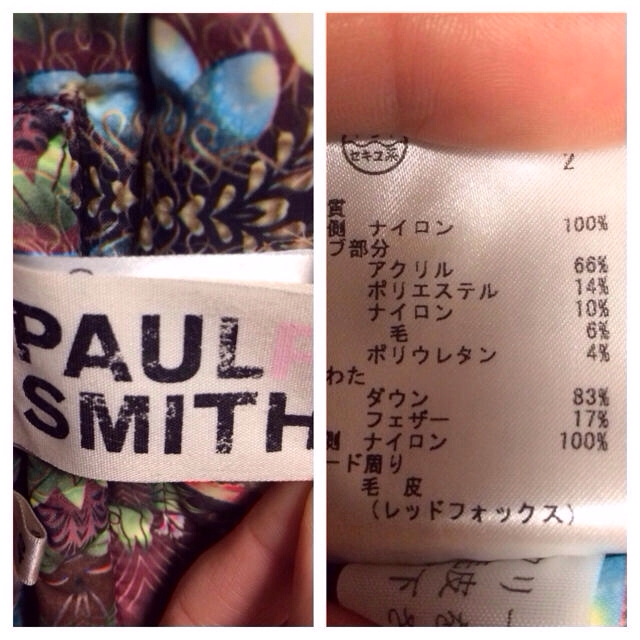 PAUL
SMITH
セキユ系
2
質
側 ナイロン 100%
ブ部分
アクリル 66%
ポリエステル 14%
ナイロン 10%
毛 6%
ポリウレタン 4%
わた
ダウン 83%
フェザー 17%
側 ナイロン 100%
ード周り
毛 皮
(レッドフォックス)